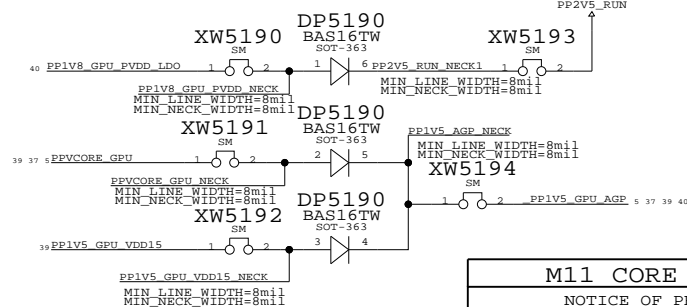 PP2V5_RUN
DP5190
BAS16TW
SOT-363
XW5190
SM
XW5193
SM
40 PP1V8_GPU_PVDD_LDO 1 2 1 6 PP2V5_RUN_NECK1 1 2
PP1V8_GPU_PVDD_NECK
MIN_LINE_WIDTH=8mil
MIN_NECK_WIDTH=8mil
MIN_LINE_WIDTH=8mil
MIN_NECK_WIDTH=8mil
DP5190
BAS16TW
SOT-363
XW5191
SM
PP1V5_AGP_NECK
MIN_LINE_WIDTH=8mil
MIN_NECK_WIDTH=8mil
39 37 5 PPVCORE_GPU 1 2 2 5
PPVCORE_GPU_NECK
MIN_LINE_WIDTH=8mil
MIN_NECK_WIDTH=8mil
XW5194
SM
1 2 _PP1V5_GPU_AGP 5 37 39 40
DP5190
BAS16TW
SOT-363
XW5192
SM
39 PP1V5_GPU_VDD15 1 2 3 4
PP1V5_GPU_VDD15_NECK
MIN_LINE_WIDTH=8mil
MIN_NECK_WIDTH=8mil
M11 CORE
NOTICE OF